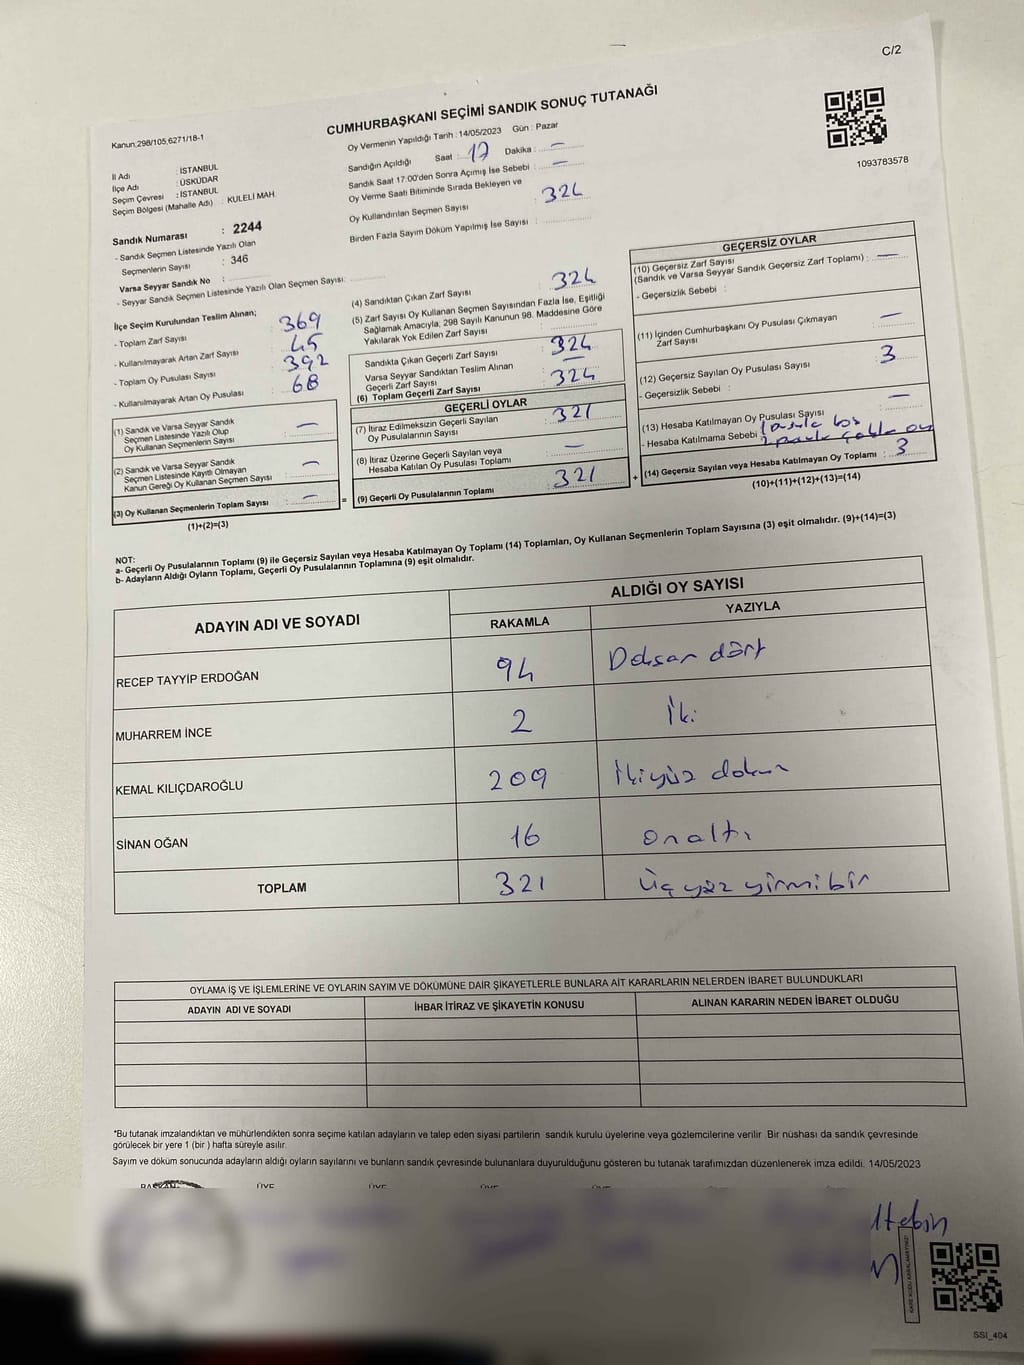 C/2
Kanun,298/105,6271/18-1
CUMHURBAŞKANI SEÇİMİ SANDIK SONUÇ TUTANAĞI
1093783578
İl Adı : İSTANBUL
İlçe Adı : ÜSKÜDAR
Seçim Çevresi : İSTANBUL
Seçim Bölgesi (Mahalle Adı) : KULELİ MAH.
Sandık Numarası : 2244
- Sandık Seçmen Listesinde Yazılı Olan
Seçmenlerin Sayısı : 346
Varsa Seyyar Sandık No :
- Seyyar Sandık Seçmen Listesinde Yazılı Olan Seçmen Sayısı:
Oy Vermenin Yapıldığı Tarih : 14/05/2023 Gün : Pazar
Sandığın Açıldığı Saat : 17 Dakika : —
Sandık Saat 17:00'den Sonra Açımış İse Sebebi : —
Oy Verme Saati Bitiminde Sırada Bekleyen ve
Oy Kullandırılan Seçmen Sayısı : 324
Birden Fazla Sayım Döküm Yapılmış İse Sayısı :
İlçe Seçim Kurulundan Teslim Alınan;
- Toplam Zarf Sayısı : 369
- Kullanılmayarak Artan Zarf Sayısı : 45
- Toplam Oy Pusulası Sayısı : 392
- Kullanılmayarak Artan Oy Pusulası : 68
(1) Sandık ve Varsa Seyyar Sandık
Seçmen Listesinde Yazılı Olup
Oy Kullanan Seçmenlerin Sayısı : —
(2) Sandık ve Varsa Seyyar Sandık
Seçmen Listesinde Kayıtlı Olmayan
Kanun Gereği Oy Kullanan Seçmen Sayısı : —
(3) Oy Kullanan Seçmenlerin Toplam Sayısı : —
(1)+(2)=(3)
=
(4) Sandıktan Çıkan Zarf Sayısı : 324
(5) Zarf Sayısı Oy Kullanan Seçmen Sayısından Fazla İse, Eşitliği
Sağlamak Amacıyla; 298 Sayılı Kanunun 98. Maddesine Göre
Yakılarak Yok Edilen Zarf Sayısı :
Sandıkta Çıkan Geçerli Zarf Sayısı : 324
Varsa Seyyar Sandıktan Teslim Alınan
Geçerli Zarf Sayısı : —
(6) Toplam Geçerli Zarf Sayısı : 324
GEÇERLİ OYLAR
(7) İtiraz Edilmeksizin Geçerli Sayılan
Oy Pusulalarının Sayısı : 321
(8) İtiraz Üzerine Geçerli Sayılan veya
Hesaba Katılan Oy Pusulası Toplamı : —
(9) Geçerli Oy Pusulalarının Toplamı : 321
+
GEÇERSİZ OYLAR
(10) Geçersiz Zarf Sayısı
(Sandık ve Varsa Seyyar Sandık Geçersiz Zarf Toplamı) : —
- Geçersizlik Sebebi :
(11) İçinden Cumhurbaşkanı Oy Pusulası Çıkmayan
Zarf Sayısı : —
(12) Geçersiz Sayılan Oy Pusulası Sayısı : 3
- Geçersizlik Sebebi :
(13) Hesaba Katılmayan Oy Pusulası Sayısı : —
- Hesaba Katılmama Sebebi
(14) Geçersiz Sayılan veya Hesaba Katılmayan Oy Toplamı : 3
(10)+(11)+(12)+(13)=(14)
NOT:
a- Geçerli Oy Pusulalarının Toplamı (9) ile Geçersiz Sayılan veya Hesaba Katılmayan Oy Toplamı (14) Toplamları, Oy Kullanan Seçmenlerin Toplam Sayısına (3) eşit olmalıdır. (9)+(14)=(3)
b- Adayların Aldığı Oyların Toplamı, Geçerli Oy Pusulalarının Toplamına (9) eşit olmalıdır.
ADAYIN ADI VE SOYADI
ALDIĞI OY SAYISI
RAKAMLA YAZIYLA
RECEP TAYYİP ERDOĞAN 94 Doksan dört
MUHARREM İNCE 2 İki
KEMAL KILIÇDAROĞLU 209 İkiyüz dokuz
SİNAN OĞAN 16 onaltı
TOPLAM 321 Üçyüz yirmibir
OYLAMA İŞ VE İŞLEMLERİNE VE OYLARIN SAYIM VE DÖKÜMÜNE DAİR ŞİKAYETLERLE BUNLARA AİT KARARLARIN NELERDEN İBARET BULUNDUKLARI
ADAYIN ADI VE SOYADI İHBAR İTİRAZ VE ŞİKAYETİN KONUSU ALINAN KARARIN NEDEN İBARET OLDUĞU
*Bu tutanak imzalandıktan ve mühürlendikten sonra seçime katılan adayların ve talep eden siyasi partilerin sandık kurulu üyelerine veya gözlemcilerine verilir Bir nüshası da sandık çevresinde
görülecek bir yere 1 (bir ) hafta süreyle asılır.
Sayım ve döküm sonucunda adayların aldığı oyların sayılarını ve bunların sandık çevresinde bulunanlara duyurulduğunu gösteren bu tutanak tarafımızdan düzenlenerek imza edildi. 14/05/2023
BAŞKAN ÜYE ÜYE ÜYE ÜYE
SSI_404